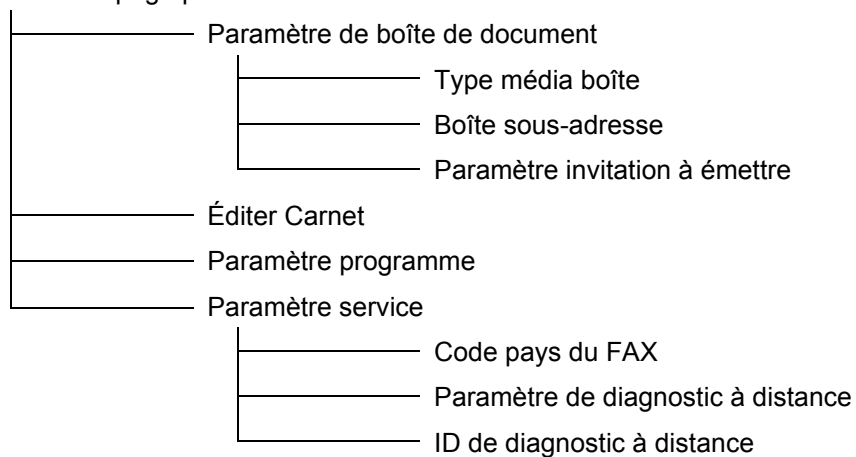 Paramètre de boîte de document
Type média boîte
Boîte sous-adresse
Paramètre invitation à émettre
Éditer Carnet
Paramètre programme
Paramètre service
Code pays du FAX
Paramètre de diagnostic à distance
ID de diagnostic à distance